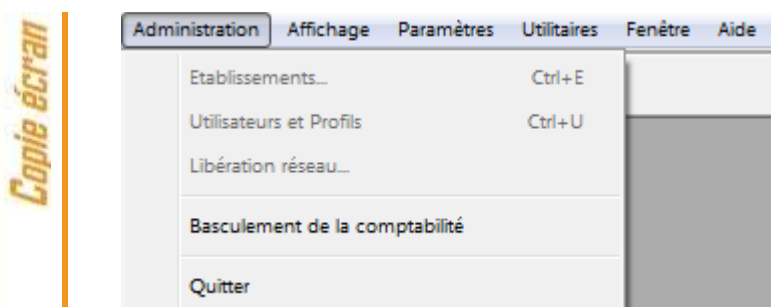 Copie écran
Administration Affichage Paramètres Utilitaires Fenêtre Aide
Etablissements... Ctrl+E
Utilisateurs et Profils Ctrl+U
Libération réseau...
Basculement de la comptabilité
Quitter